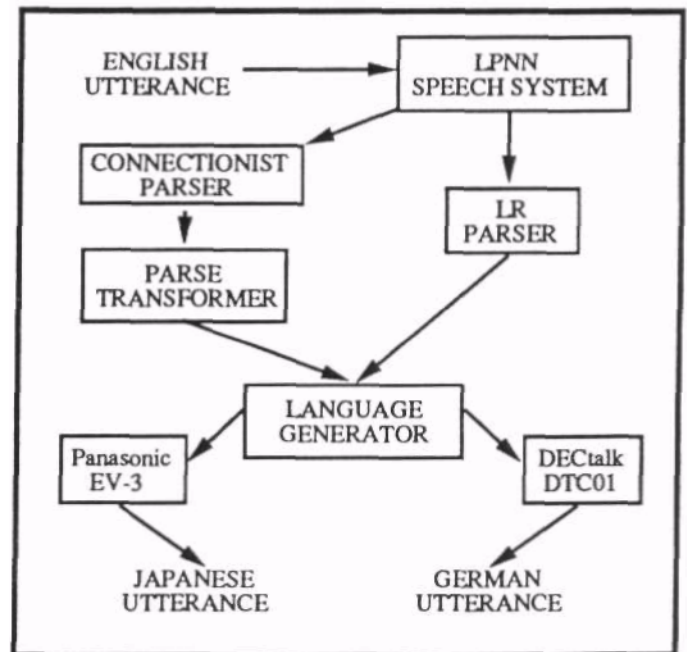 ENGLISH
UTTERANCE
LPNN
SPEECH SYSTEM
CONNECTIONIST
PARSER
LR
PARSER
PARSE
TRANSFORMER
LANGUAGE
GENERATOR
Panasonic
EV-3
DECtalk
DTC01
JAPANESE
UTTERANCE
GERMAN
UTTERANCE